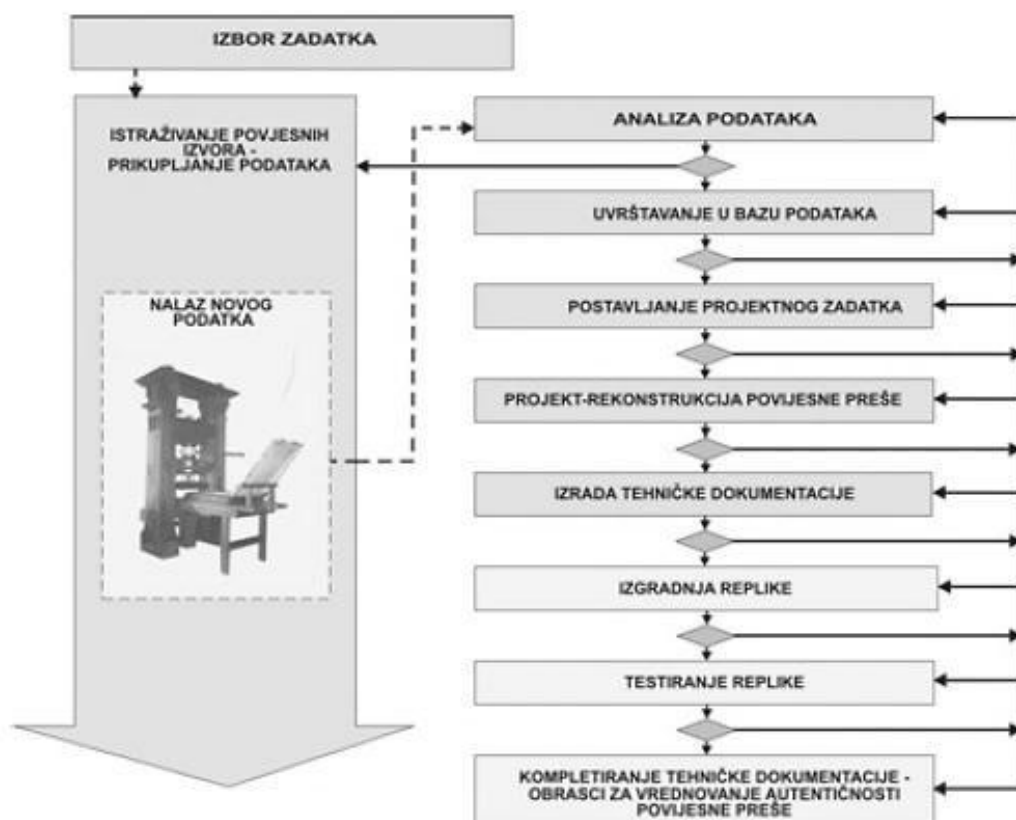 IZBOR ZADATKA
ISTRAŽIVANJE POVJESNIH
IZVORA -
PRIKUPLJANJE PODATAKA
NALAZ NOVOG
PODATKA
ANALIZA PODATAKA
UVRŠTAVANJE U BAZU PODATAKA
POSTAVLJANJE PROJEKTNOG ZADATKA
PROJEKT-REKONSTRUKCIJA POVIJESNE PREŠE
IZRADA TEHNIČKE DOKUMENTACIJE
IZGRADNJA REPLIKE
TESTIRANJE REPLIKE
KOMPLETIRANJE TEHNIČKE DOKUMENTACIJE -
OBRASCI ZA VREDNOVANJE AUTENTIČNOSTI
POVIJESNE PREŠE